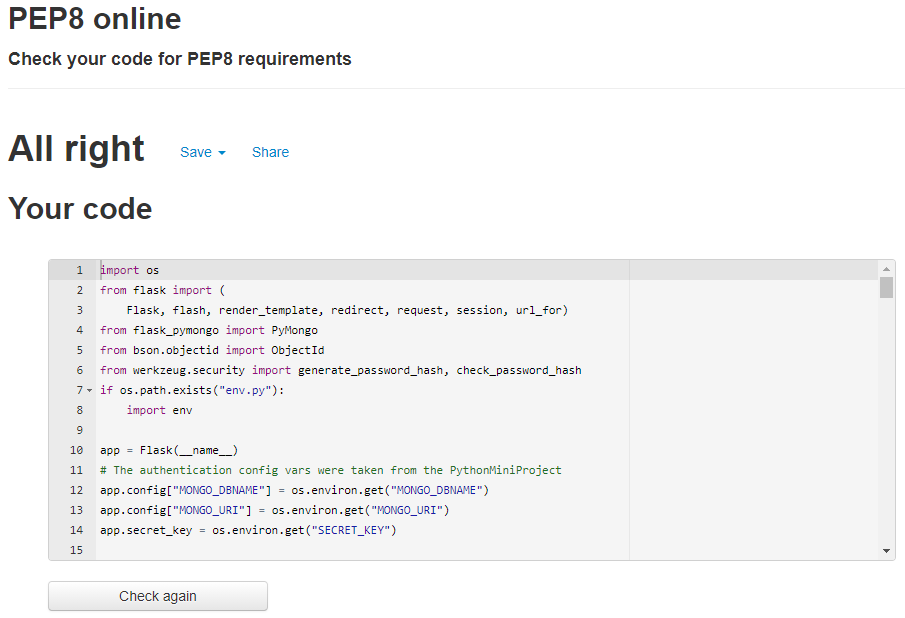 PEP8 online
Check your code for PEP8 requirements
All right Save Share
Your code
1 import os
2 from flask import (
3     Flask, flash, render_template, redirect, request, session, url_for)
4 from flask_pymongo import PyMongo
5 from bson.objectid import ObjectId
6 from werkzeug.security import generate_password_hash, check_password_hash
7 if os.path.exists("env.py"):
8     import env
9
10 app = Flask(__name__)
11 # The authentication config vars were taken from the PythonMiniProject
12 app.config["MONGO_DBNAME"] = os.environ.get("MONGO_DBNAME")
13 app.config["MONGO_URI"] = os.environ.get("MONGO_URI")
14 app.secret_key = os.environ.get("SECRET_KEY")
15
Check again